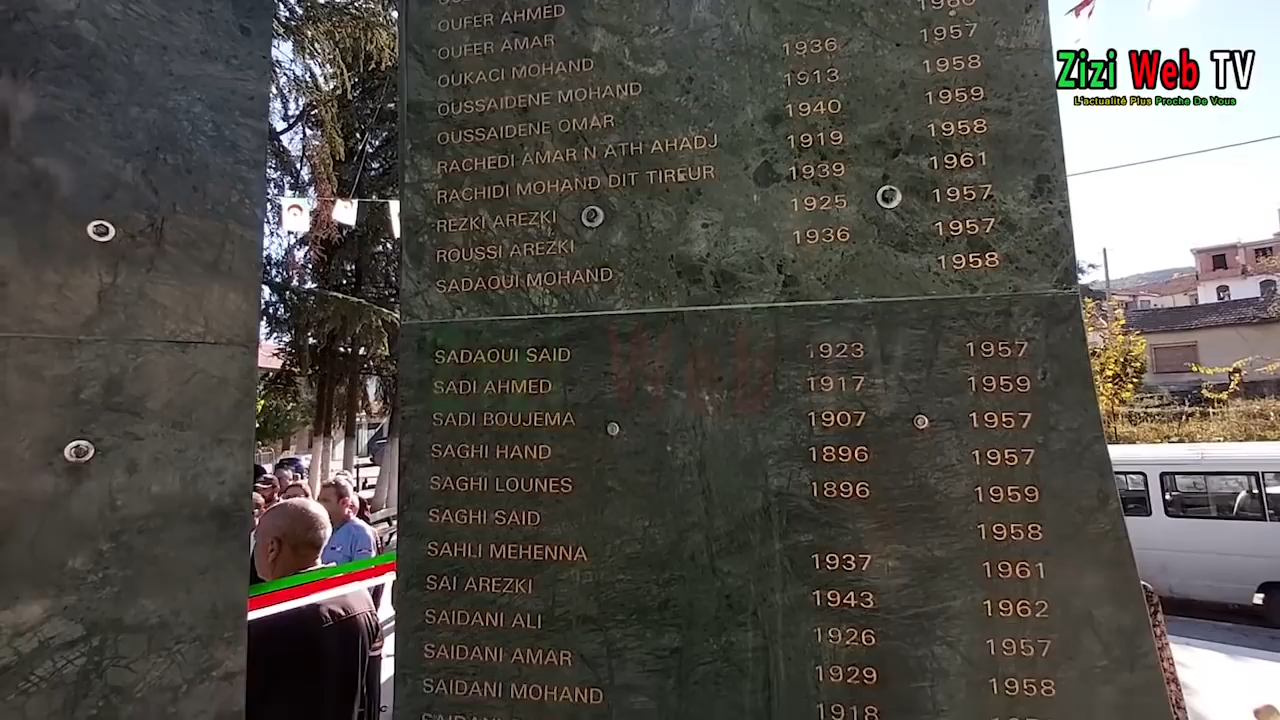 Zizi Web TV
L'actualité Plus Proche De Vous
OUFER AHMED
OUFER AMAR 1960
OUKACI MOHAND 1936 1957
OUSSAIDENE MOHAND 1913 1958
OUSSAIDENE OMAR 1940 1959
RACHEDI AMAR N ATH AHADJ 1919 1958
RACHIDI MOHAND DIT TIREUR 1939 1961
REZKI AREZKI 1925 1957
ROUSSI AREZKI 1936 1957
SADAOUI MOHAND 1958
SADAOUI SAID 1923 1957
SADI AHMED 1917 1959
SADI BOUJEMA 1907 1957
SAGHI HAND 1896 1957
SAGHI LOUNES 1896 1959
SAGHI SAID 1958
SAHLI MEHENNA 1937 1961
SAI AREZKI 1943 1962
SAIDANI ALI 1926 1957
SAIDANI AMAR 1929 1958
SAIDANI MOHAND 1918